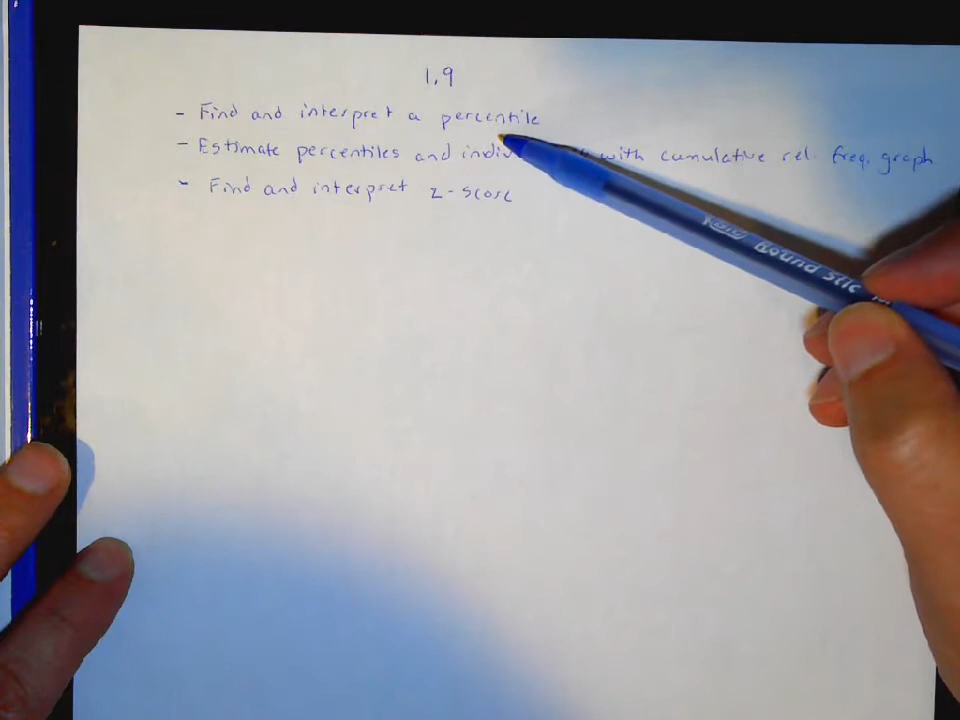 1.9
- Find and interpret a percentile
- Estimate percentiles and with cumulative rel. freq. graph
- Find and interpret z-score
Round Stic